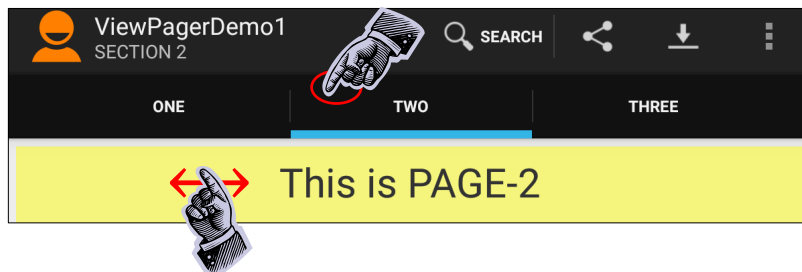 ViewPagerDemo1
SECTION 2
SEARCH
ONE TWO THREE
This is PAGE-2